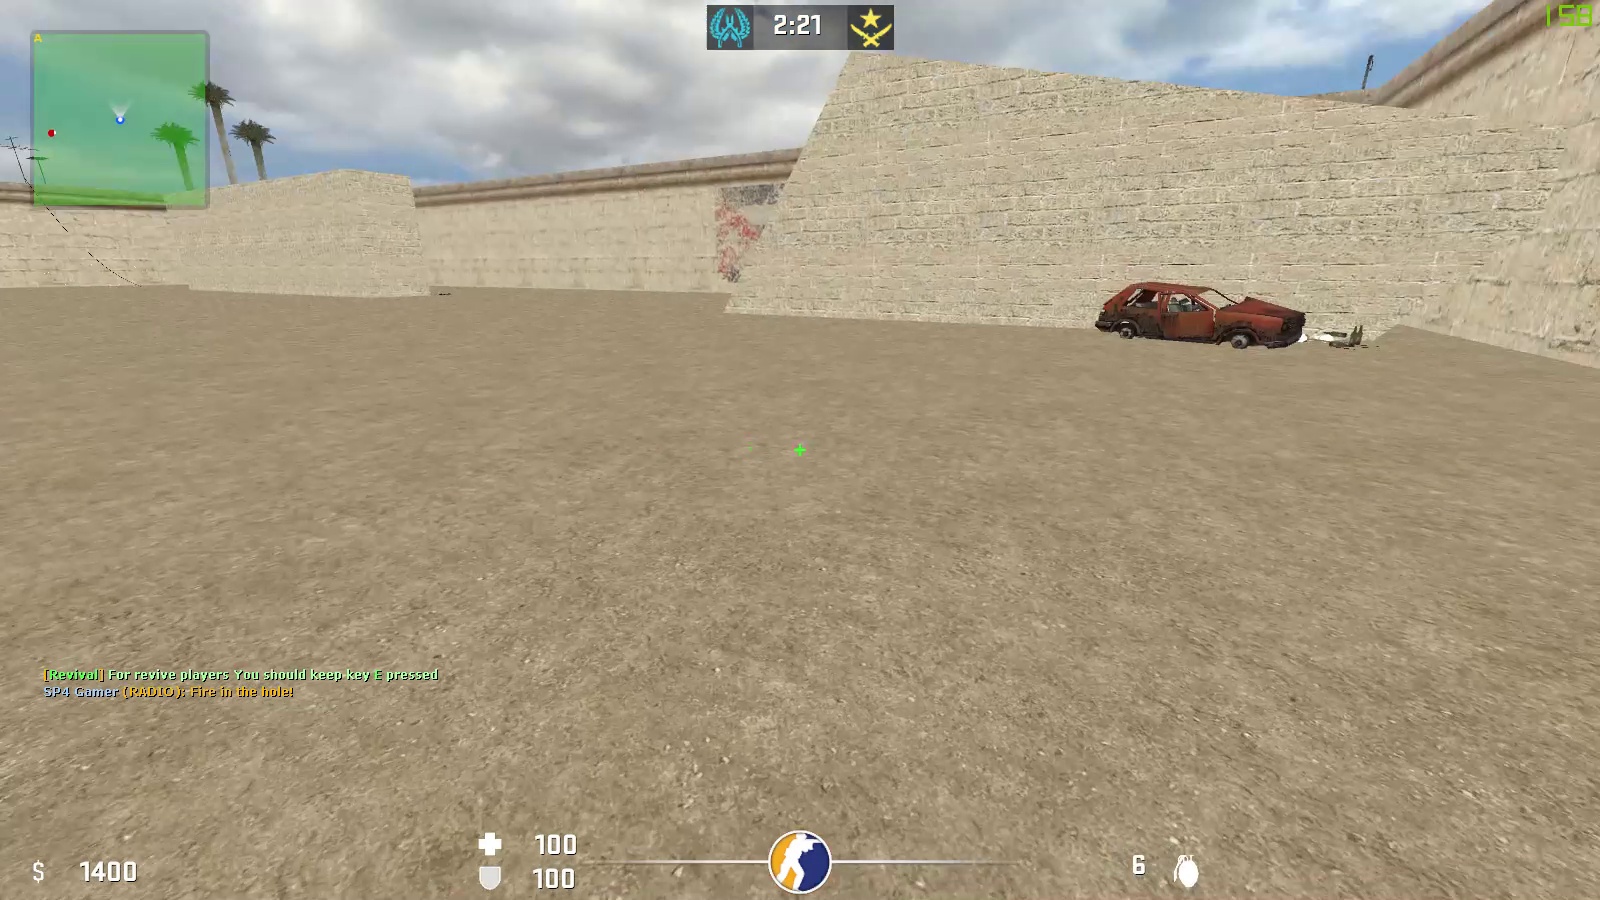 A
2:21
158
[Revival] For revive players You should keep key E pressed
SP4 Gamer (RADIO): Fire in the hole!
$ 1400
100
100
6